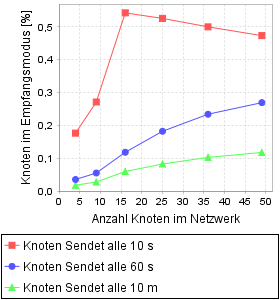 Knoten im Empfangsmodus [%]
0,5
0,4
0,3
0,2
0,1
0,0
0 5 10 15 20 25 30 35 40 45 50
Anzahl Knoten im Netzwerk
Knoten Sendet alle 10 s
Knoten Sendet alle 60 s
Knoten Sendet alle 10 m